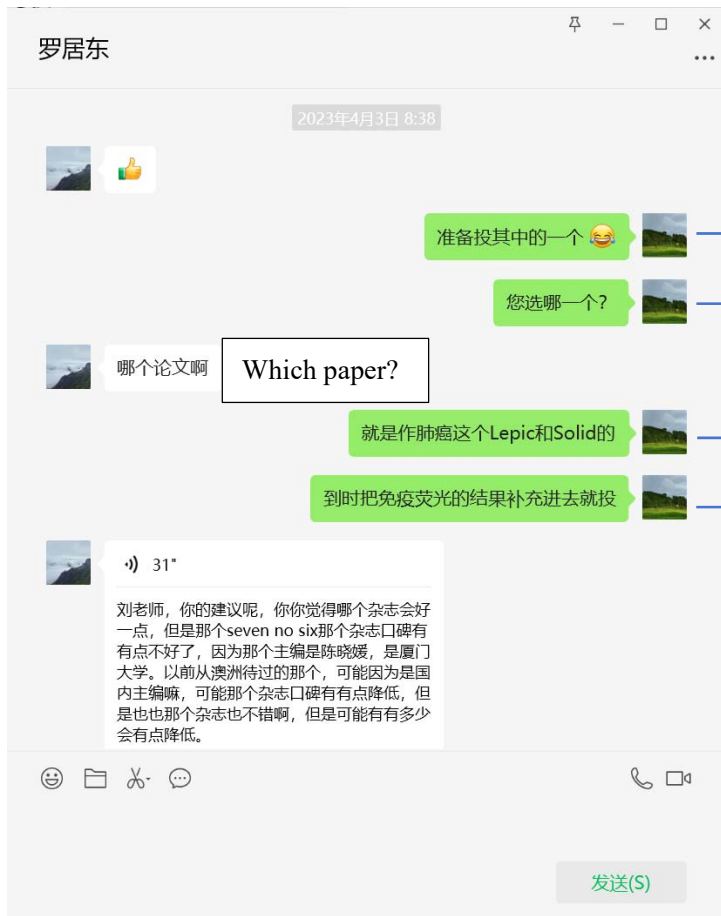 罗居东
2023年4月3日 8:38
准备投其中的一个
您选哪一个?
哪个论文啊
Which paper?
就是作肺癌这个Lepic和Solid的
到时把免疫荧光的结果补充进去就投
31"
刘老师，你的建议呢，你你觉得哪个杂志会好
一点，但是那个seven no six那个杂志口碑有
有点不好了，因为那个主编是陈晓媛，是厦门
大学。以前从澳洲待过的那个，可能因为是国
内主编嘛，可能那个杂志口碑有有点降低，但
是也也那个杂志也不错啊，但是可能有有多少
会有点降低。
发送(S)